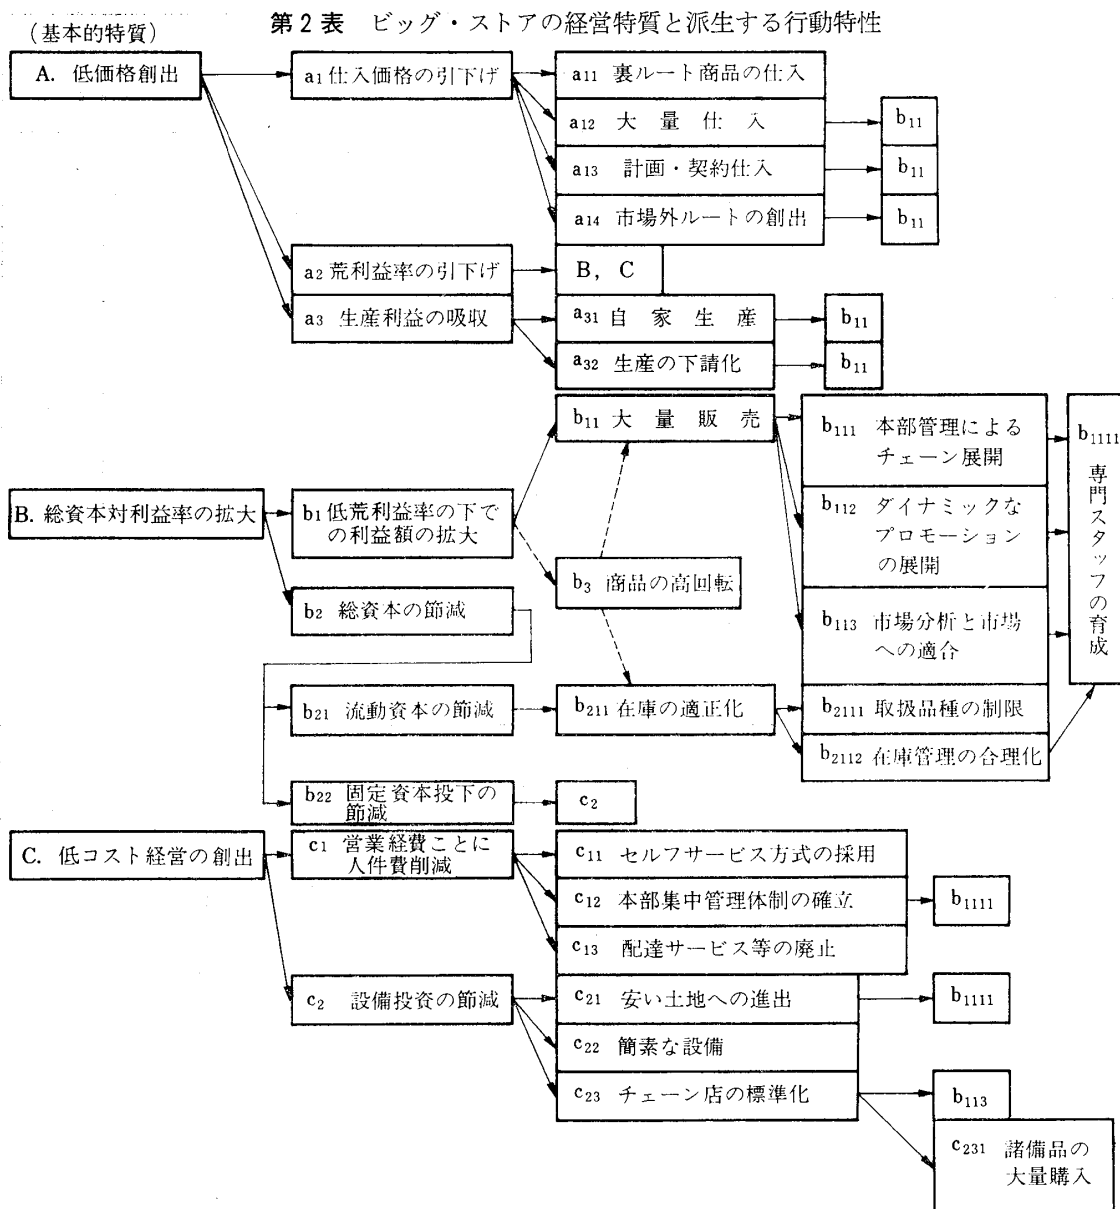 第2表 ビッグ・ストアの経営特質と派生する行動特性
(基本的特質)
A. 低価格創出
a1 仕入価格の引下げ
a11 裏ルート商品の仕入
a12 大量仕入
b11
a13 計画・契約仕入
b11
a14 市場外ルートの創出
b11
a2 荒利益率の引下げ
B, C
a3 生産利益の吸収
a31 自家生産
b11
a32 生産の下請化
b11
B. 総資本対利益率の拡大
b1 低荒利益率の下で
の利益額の拡大
b11 大量販売
b111 本部管理による
チェーン展開
b112 ダイナミックな
プロモーション
の展開
b113 市場分析と市場
への適合
b1111
専門スタッフの育成
b3 商品の高回転
b2 総資本の節減
b21 流動資本の節減
b211 在庫の適正化
b2111 取扱品種の制限
b2112 在庫管理の合理化
b22 固定資本投下の
節減
c2
C. 低コスト経営の創出
c1 営業経費ことに
人件費削減
c11 セルフサービス方式の採用
c12 本部集中管理体制の確立
b1111
c13 配達サービス等の廃止
c2 設備投資の節減
c21 安い土地への進出
b1111
c22 簡素な設備
c23 チェーン店の標準化
b113
c231 諸備品の
大量購入